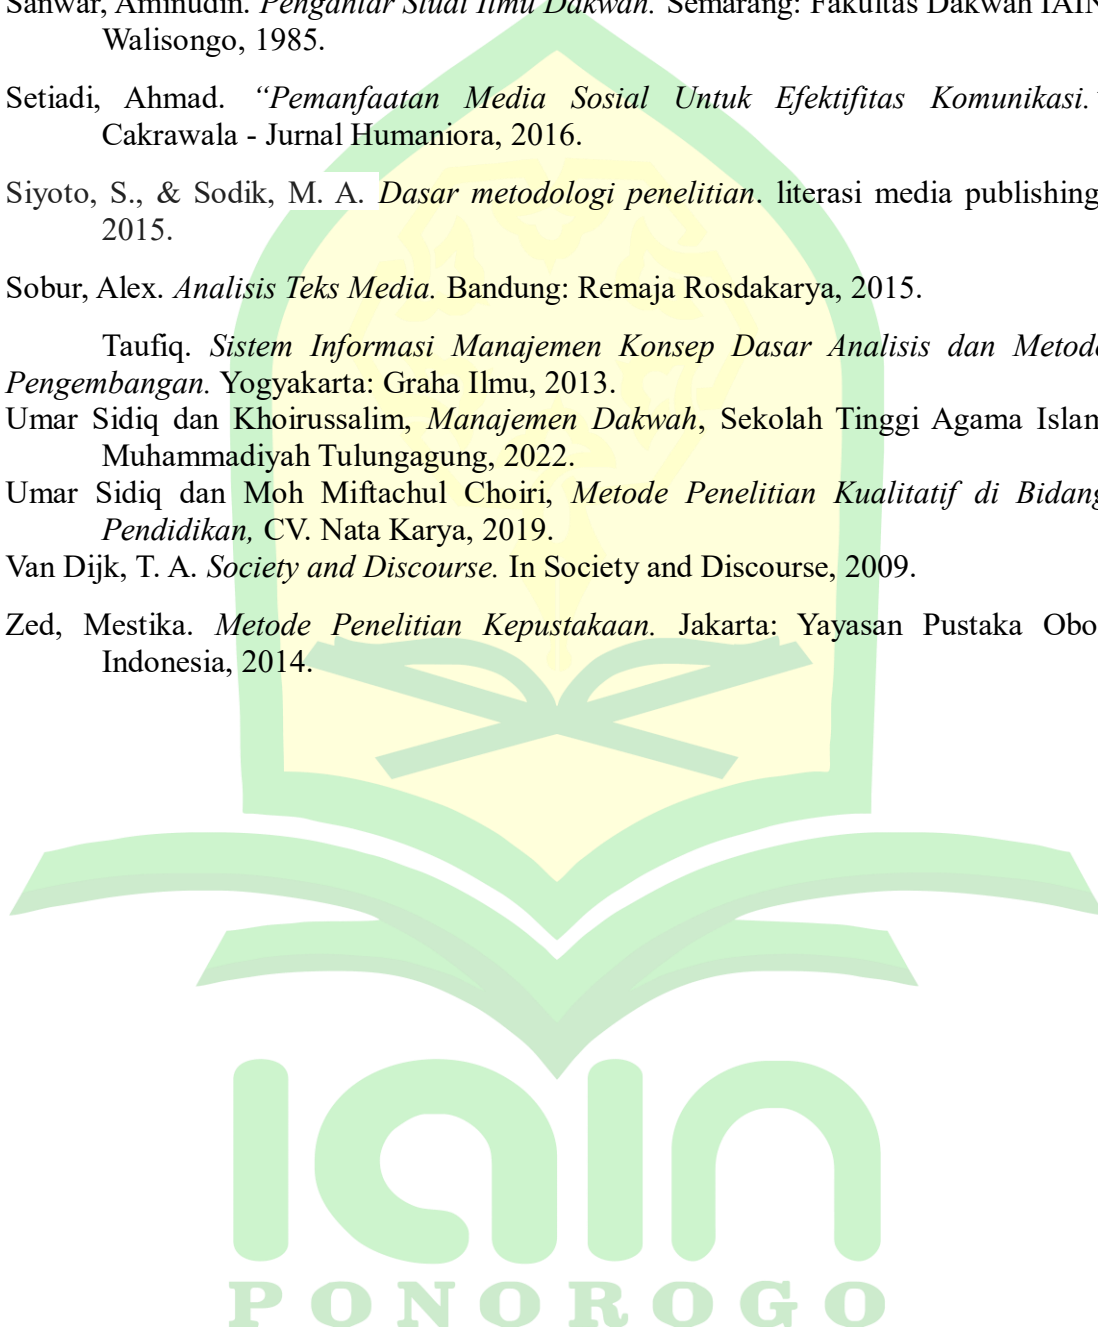 Sanwar, Aminudin. Pengantar Studi Ilmu Dakwah. Semarang: Fakultas Dakwah IAIN
Walisongo, 1985.
Setiadi, Ahmad. “Pemanfaatan Media Sosial Untuk Efektifitas Komunikasi.”
Cakrawala - Jurnal Humaniora, 2016.
Siyoto, S., & Sodik, M. A. Dasar metodologi penelitian. literasi media publishing,
2015.
Sobur, Alex. Analisis Teks Media. Bandung: Remaja Rosdakarya, 2015.
Taufiq. Sistem Informasi Manajemen Konsep Dasar Analisis dan Metode
Pengembangan. Yogyakarta: Graha Ilmu, 2013.
Umar Sidiq dan Khoirussalim, Manajemen Dakwah, Sekolah Tinggi Agama Islam
Muhammadiyah Tulungagung, 2022.
Umar Sidiq dan Moh Miftachul Choiri, Metode Penelitian Kualitatif di Bidang
Pendidikan, CV. Nata Karya, 2019.
Van Dijk, T. A. Society and Discourse. In Society and Discourse, 2009.
Zed, Mestika. Metode Penelitian Kepustakaan. Jakarta: Yayasan Pustaka Obor
Indonesia, 2014.
iain
PONOROGO